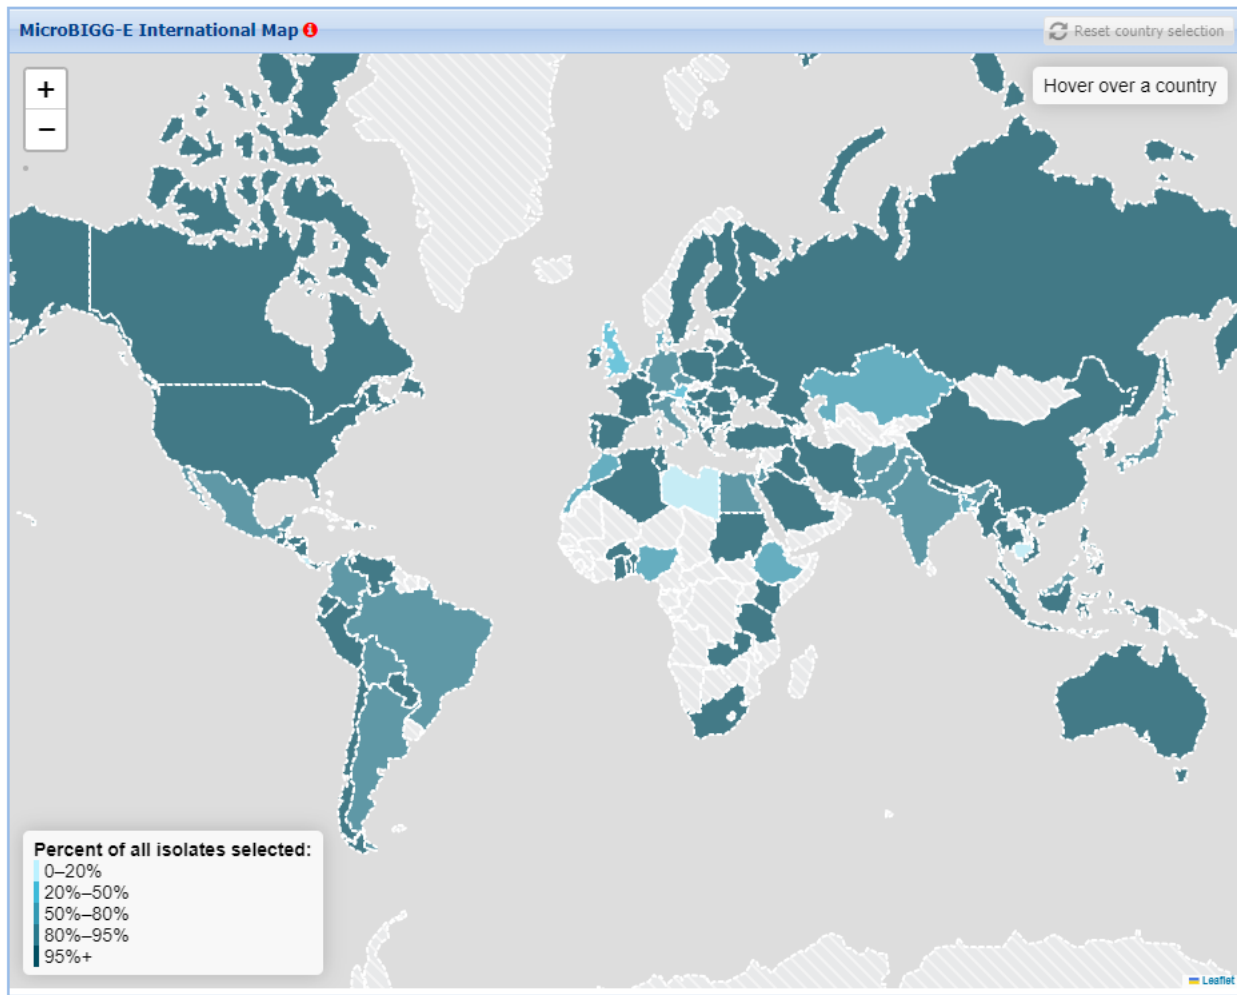 MicroBIGG-E International Map
Reset country selection
+
−
Hover over a country
Percent of all isolates selected:
0–20%
20%–50%
50%–80%
80%–95%
95%+
Leaflet